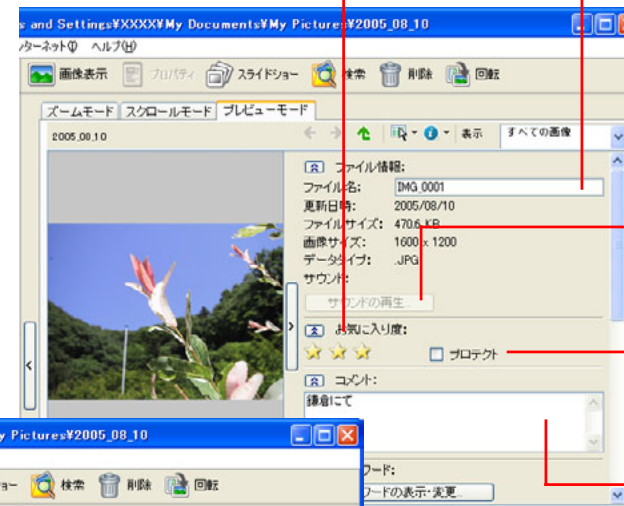 s and Settings¥XXXX¥My Documents¥My Pictures¥2005_08_10
ターネット(I) ヘルプ(H)
画像表示 プロパティ スライドショー 検索 削除 回転
ズームモード スクロールモード プレビューモード
2005_08_10 表示 すべての画像
ファイル情報:
ファイル名: IMG_0001
更新日時: 2005/08/10
ファイルサイズ: 470.6 KB
画像サイズ: 1600 x 1200
データタイプ: .JPG
サウンド:
サウンドの再生...
お気に入り度:
プロテクト
コメント:
鎌倉にて
y Pictures¥2005_08_10
ワード:
ショー 検索 削除 回転
ワードの表示・変更...